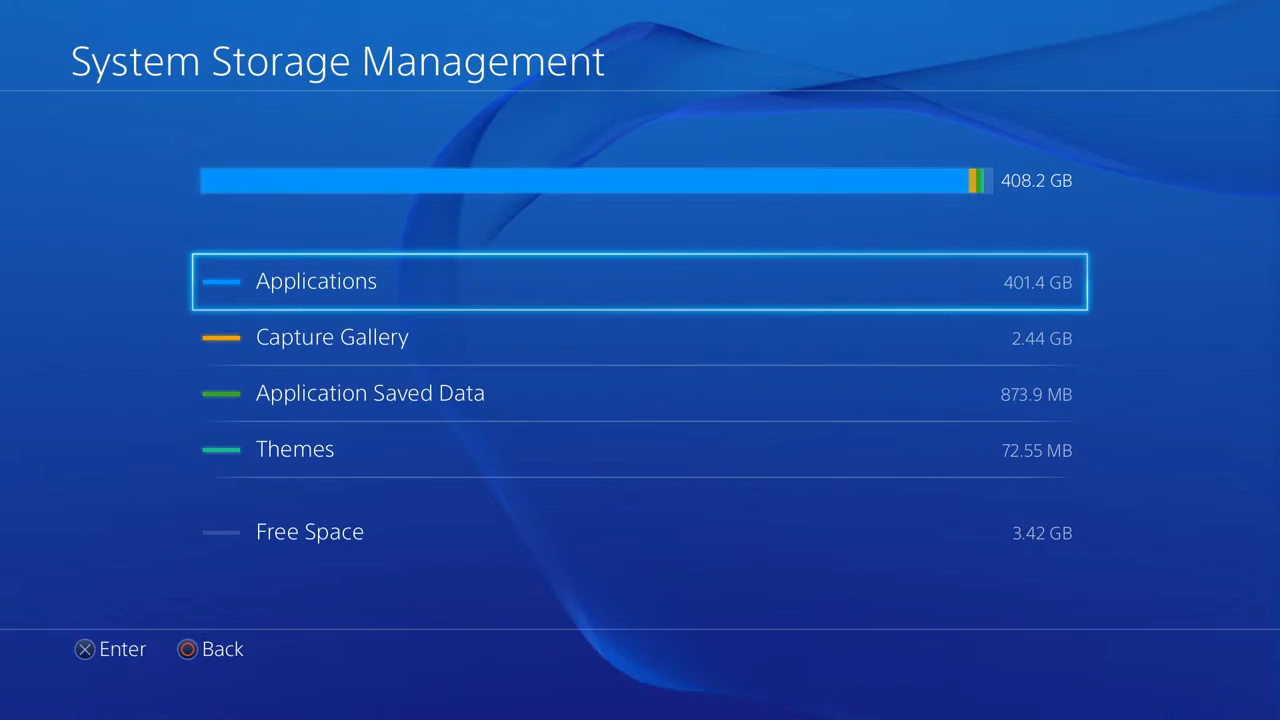 System Storage Management
408.2 GB
Applications 401.4 GB
Capture Gallery 2.44 GB
Application Saved Data 873.9 MB
Themes 72.55 MB
Free Space 3.42 GB
Enter Back